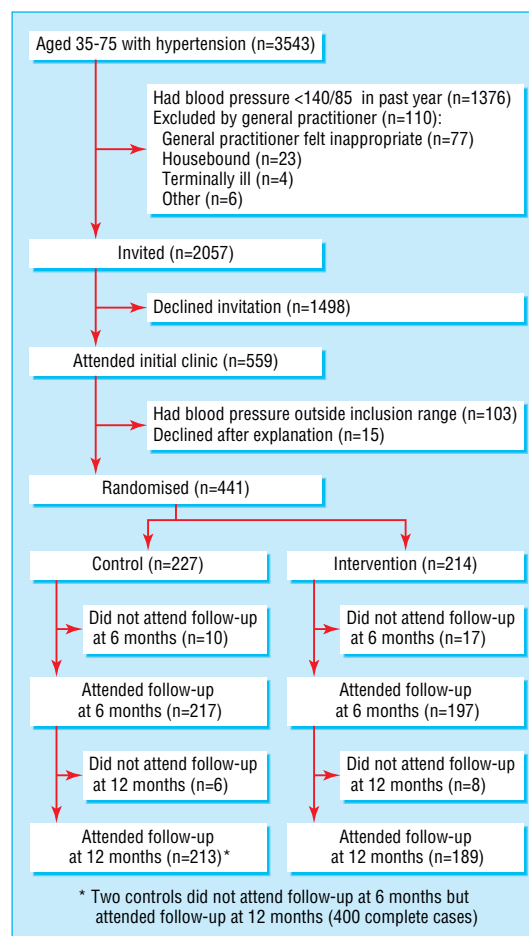 Aged 35-75 with hypertension (n=3543)
Had blood pressure <140/85 in past year (n=1376)
Excluded by general practitioner (n=110):
General practitioner felt inappropriate (n=77)
Housebound (n=23)
Terminally ill (n=4)
Other (n=6)
Invited (n=2057)
Declined invitation (n=1498)
Attended initial clinic (n=559)
Had blood pressure outside inclusion range (n=103)
Declined after explanation (n=15)
Randomised (n=441)
Control (n=227)
Intervention (n=214)
Did not attend follow-up
at 6 months (n=10)
Did not attend follow-up
at 6 months (n=17)
Attended follow-up
at 6 months (n=217)
Attended follow-up
at 6 months (n=197)
Did not attend follow-up
at 12 months (n=6)
Did not attend follow-up
at 12 months (n=8)
Attended follow-up
at 12 months (n=213)*
Attended follow-up
at 12 months (n=189)
* Two controls did not attend follow-up at 6 months but
attended follow-up at 12 months (400 complete cases)